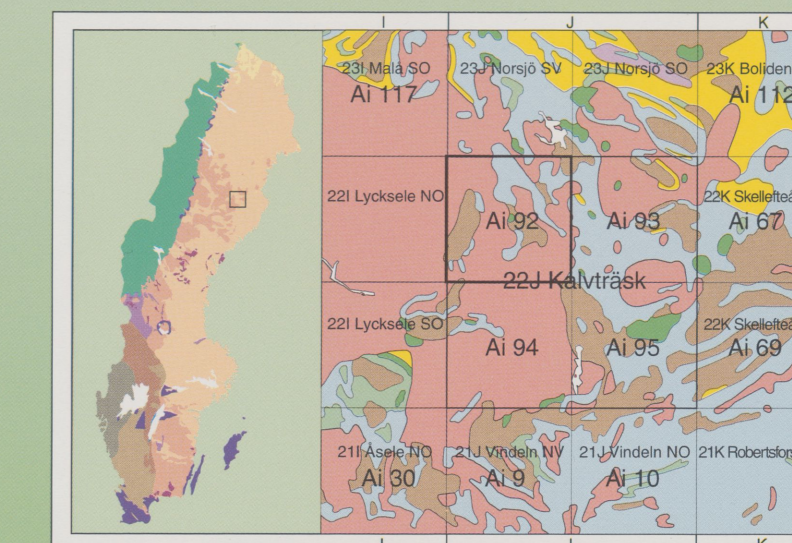 I J K
23I Malå SO 23J Norsjö SV 23J Norsjö SO 23K Boliden
Ai 117 Ai 112
22I Lycksele NO 22K Skellefteå
Ai 92 Ai 93 Ai 67
22J Kalvträsk
22I Lycksele SO 22K Skellefteå
Ai 94 Ai 95 Ai 69
21I Åsele NO 21J Vindeln NV 21J Vindeln NO 21K Robertsfors
Ai 30 Ai 9 Ai 10